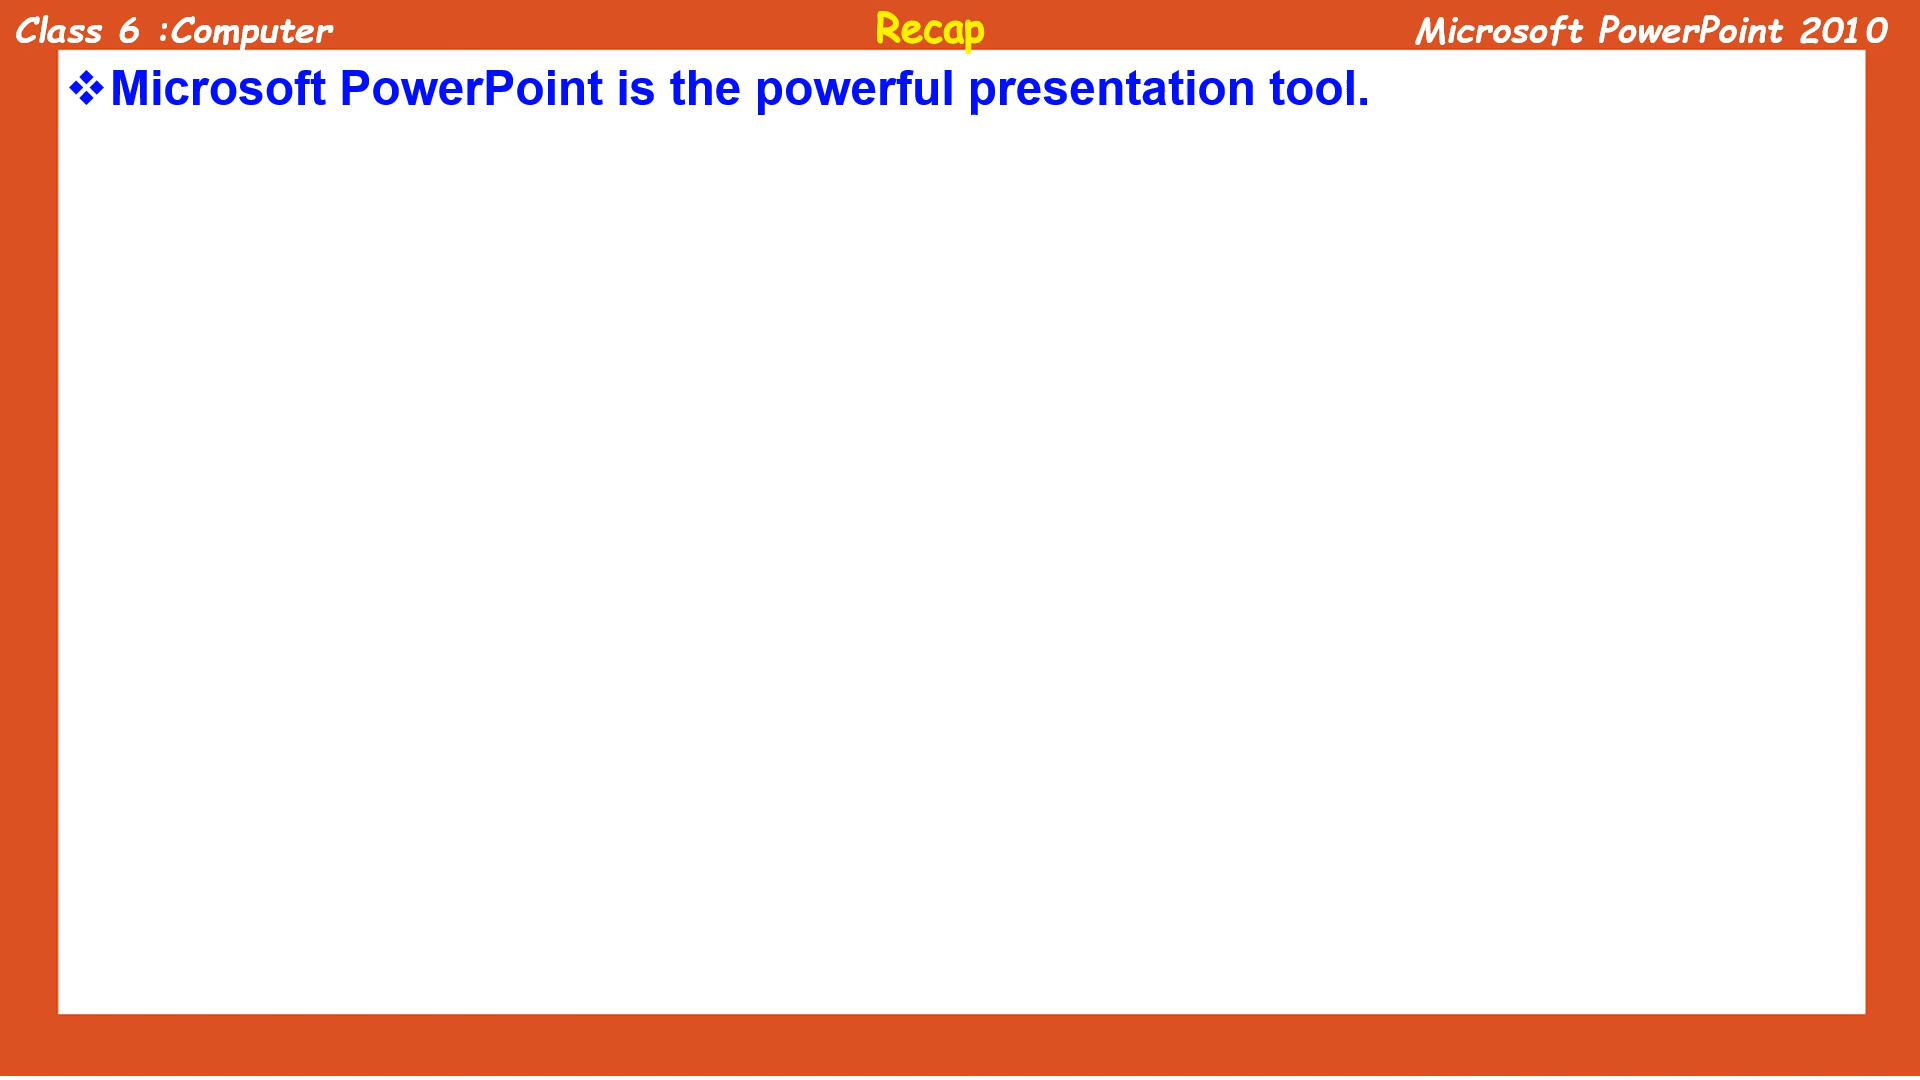 Class 6 :Computer
Recap
Microsoft PowerPoint 2010
❖Microsoft PowerPoint is the powerful presentation tool.